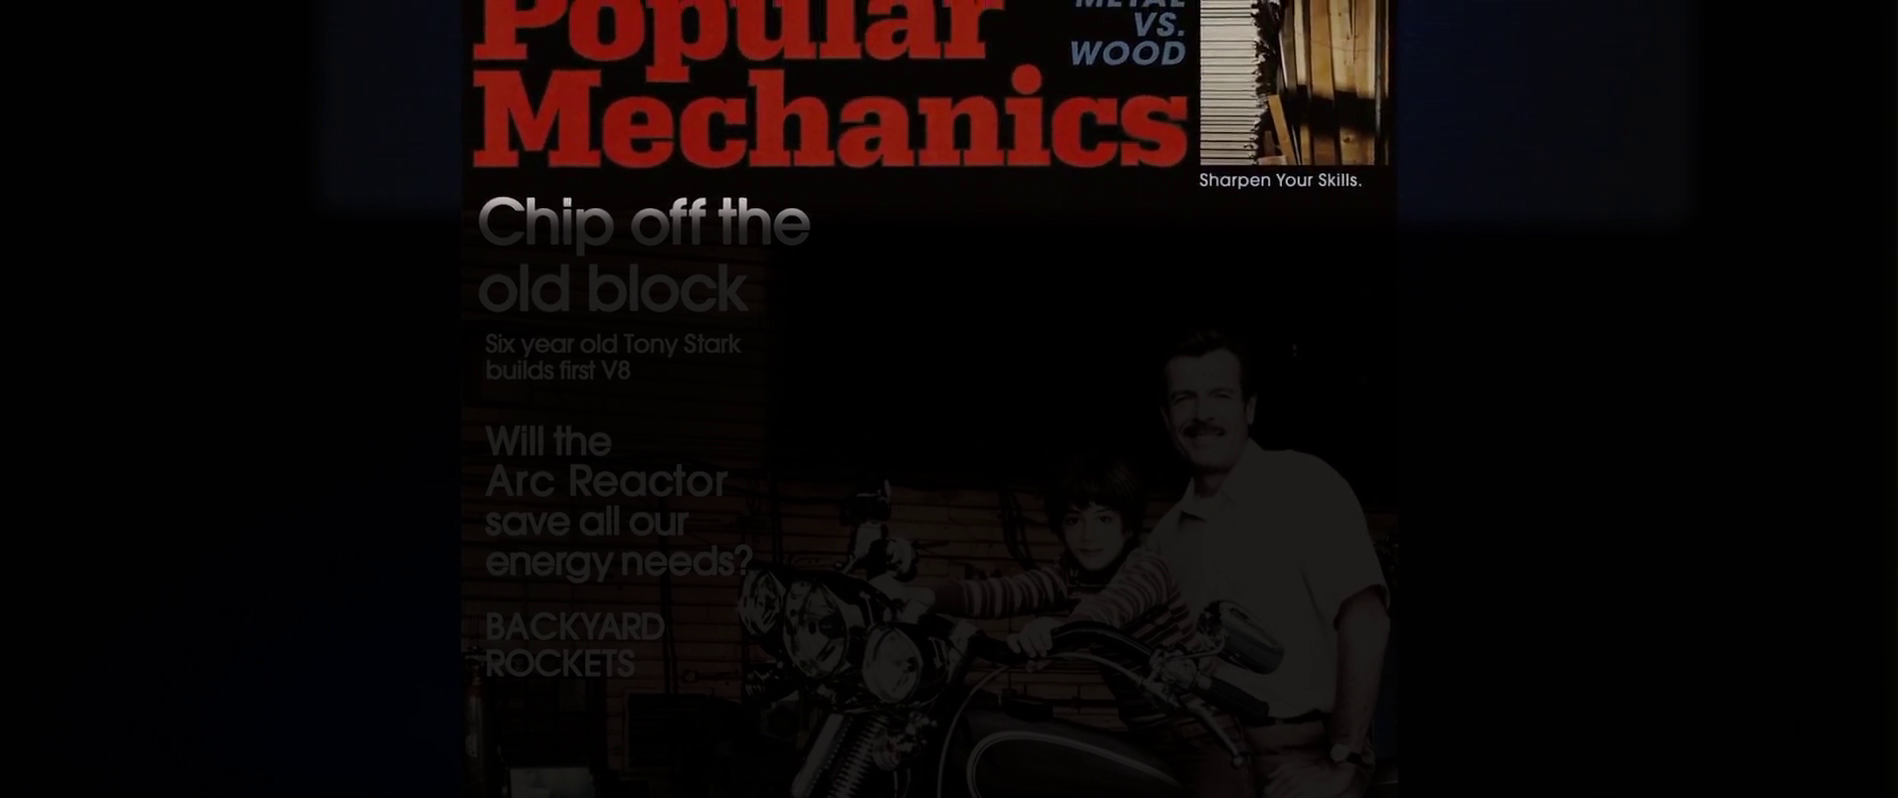 Popular
METAL
VS.
WOOD
Mechanics
Sharpen Your Skills.
Chip off the
old block
Six year old Tony Stark
builds first V8
Will the
Arc Reactor
save all our
energy needs?
BACKYARD
ROCKETS